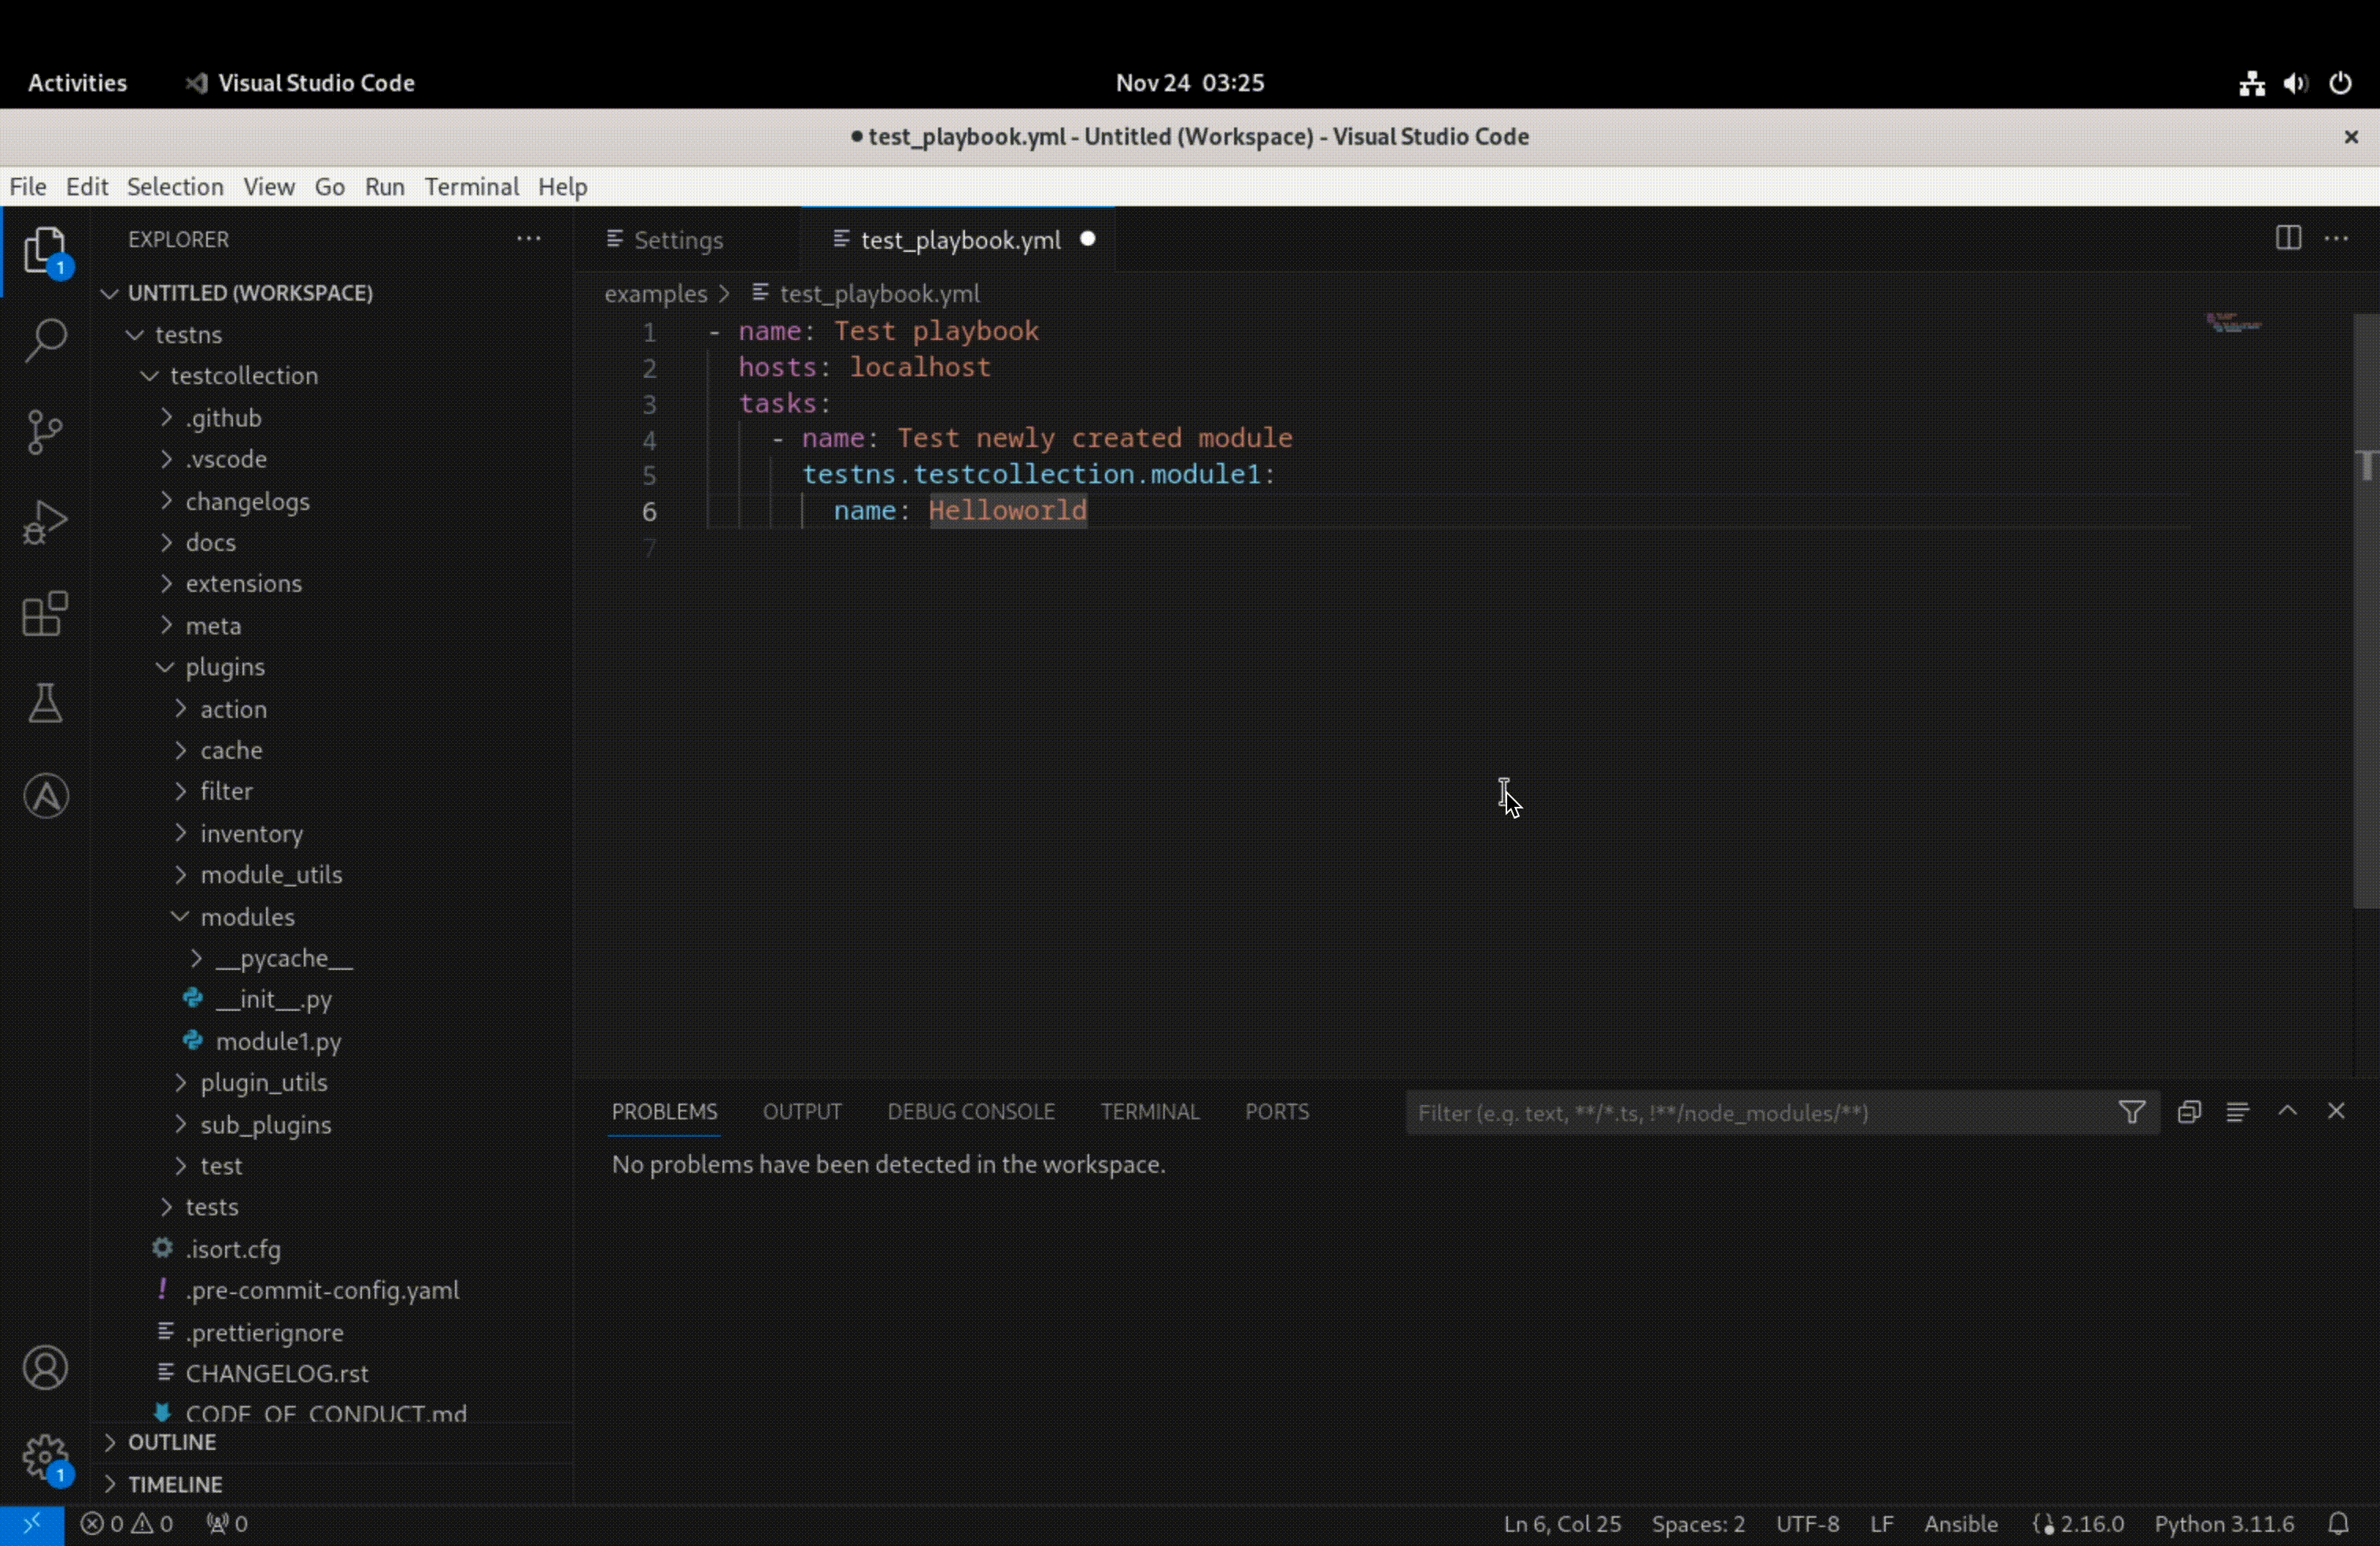 Activities Visual Studio Code Nov 24 03:25
● test_playbook.yml - Untitled (Workspace) - Visual Studio Code
File Edit Selection View Go Run Terminal Help
EXPLORER
1
UNTITLED (WORKSPACE)
testns
testcollection
.github
.vscode
changelogs
docs
extensions
meta
plugins
action
cache
filter
inventory
module_utils
modules
__pycache__
__init__.py
module1.py
plugin_utils
sub_plugins
test
tests
.isort.cfg
.pre-commit-config.yaml
.prettierignore
CHANGELOG.rst
CODE_OF_CONDUCT.md
OUTLINE
1
TIMELINE
Settings test_playbook.yml
examples > test_playbook.yml
1 - name: Test playbook
2 hosts: localhost
3 tasks:
4 - name: Test newly created module
5 testns.testcollection.module1:
6 name: Helloworld
7
PROBLEMS OUTPUT DEBUG CONSOLE TERMINAL PORTS Filter (e.g. text, **/*.ts, !**/node_modules/**)
No problems have been detected in the workspace.
0 0 0 Ln 6, Col 25 Spaces: 2 UTF-8 LF Ansible 2.16.0 Python 3.11.6